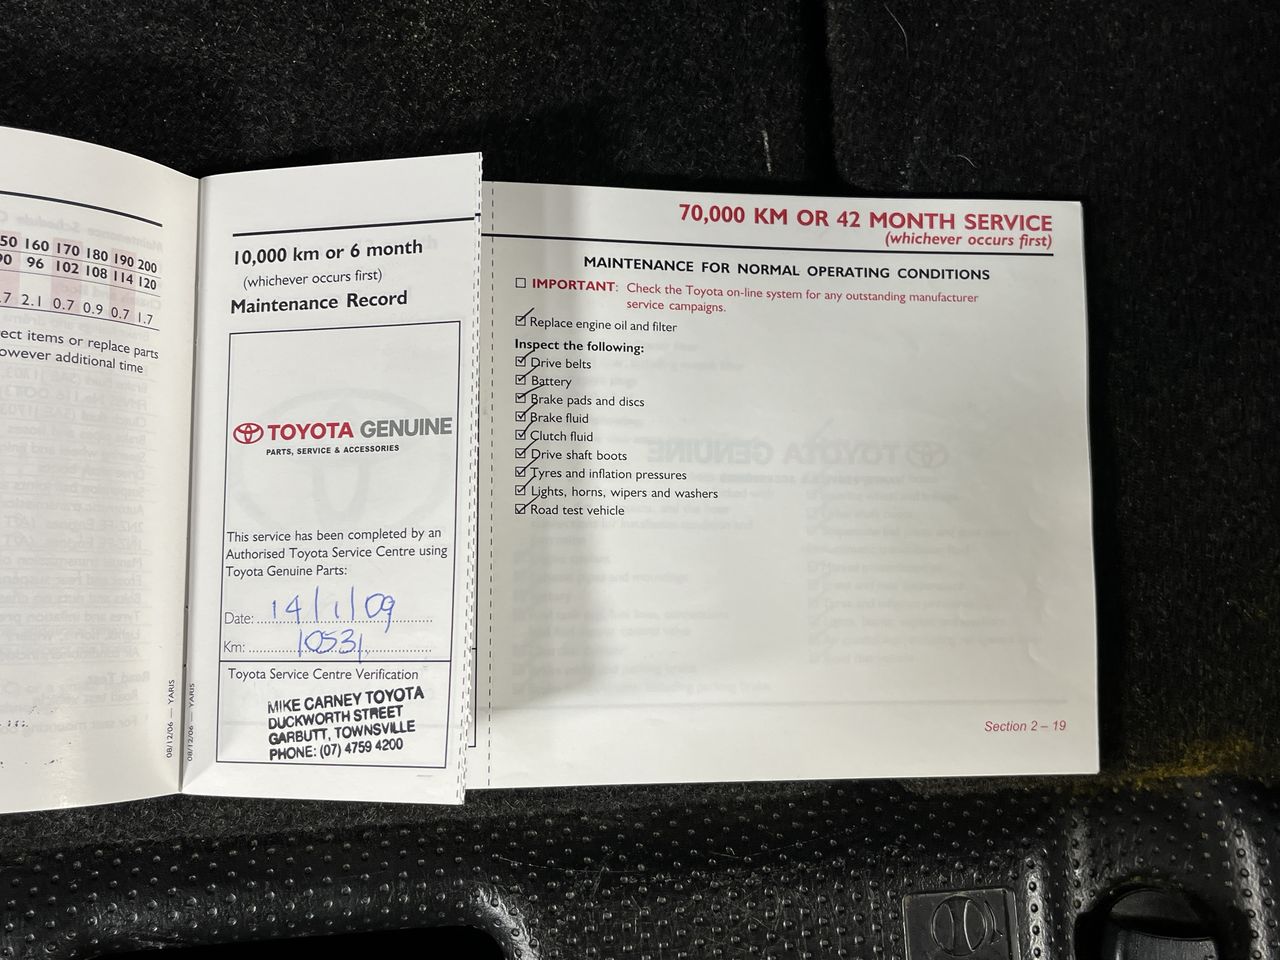 50 160 170 180 190 200
90 96 102 108 114 120
.7 2.1 0.7 0.9 0.7 1.7
ect items or replace parts
owever additional time
08/12/06 — YARIS
08/12/06 — YARIS
10,000 km or 6 month
(whichever occurs first)
Maintenance Record
TOYOTA GENUINE
PARTS, SERVICE & ACCESSORIES
This service has been completed by an
Authorised Toyota Service Centre using
Toyota Genuine Parts:
Date: 14/1/09
Km: 10531
Toyota Service Centre Verification
MIKE CARNEY TOYOTA
DUCKWORTH STREET
GARBUTT, TOWNSVILLE
PHONE: (07) 4759 4200
70,000 KM OR 42 MONTH SERVICE
(whichever occurs first)
MAINTENANCE FOR NORMAL OPERATING CONDITIONS
IMPORTANT: Check the Toyota on-line system for any outstanding manufacturer
service campaigns.
Replace engine oil and filter
Inspect the following:
Drive belts
Battery
Brake pads and discs
Brake fluid
Clutch fluid
Drive shaft boots
Tyres and inflation pressures
Lights, horns, wipers and washers
Road test vehicle
Section 2 – 19